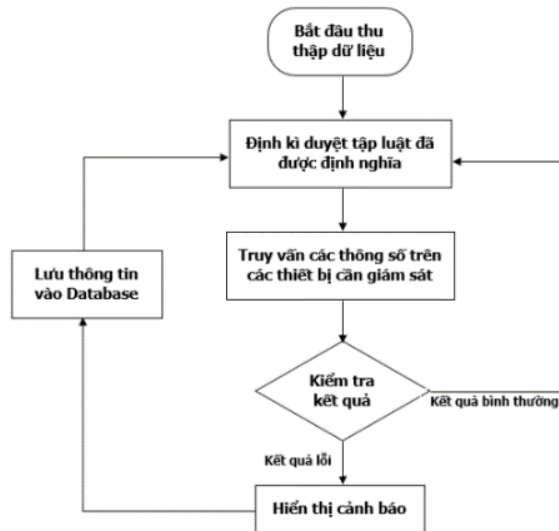 Bắt đầu thu
thập dữ liệu
Định kì duyệt tập luật đã
được định nghĩa
Truy vấn các thông số trên
các thiết bị cần giám sát
Lưu thông tin
vào Database
Kiểm tra
kết quả
Kết quả bình thường
Kết quả lỗi
Hiển thị cảnh báo